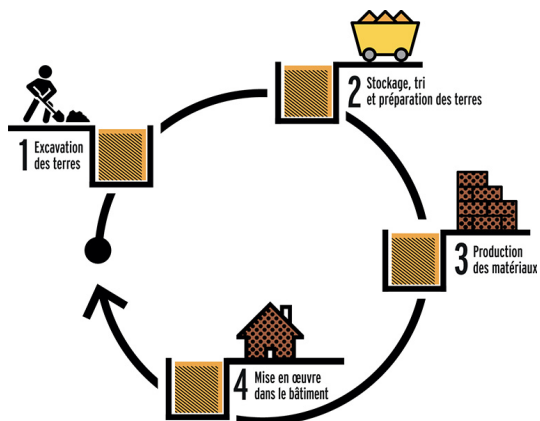 1 Excavation
des terres
2 Stockage, tri
et préparation des terres
3 Production
des matériaux
4 Mise en œuvre
dans le bâtiment